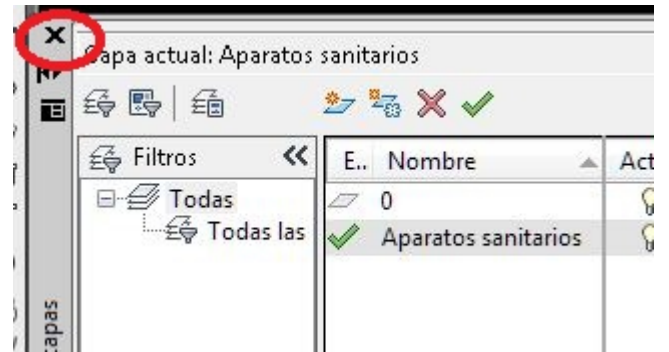 Capa actual: Aparatos sanitarios
Filtros
E.. Nombre
Act
Todas
0
Todas las
Aparatos sanitarios
capas